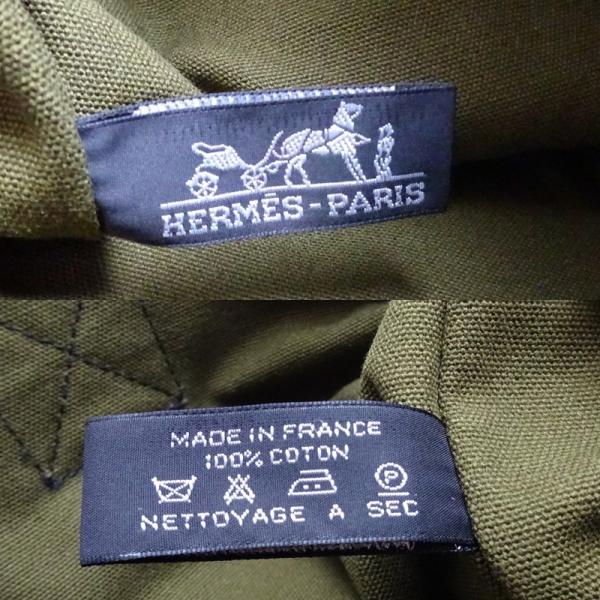 HERMÈS-PARIS
MADE IN FRANCE
100% COTON
P
NETTOYAGE A SEC